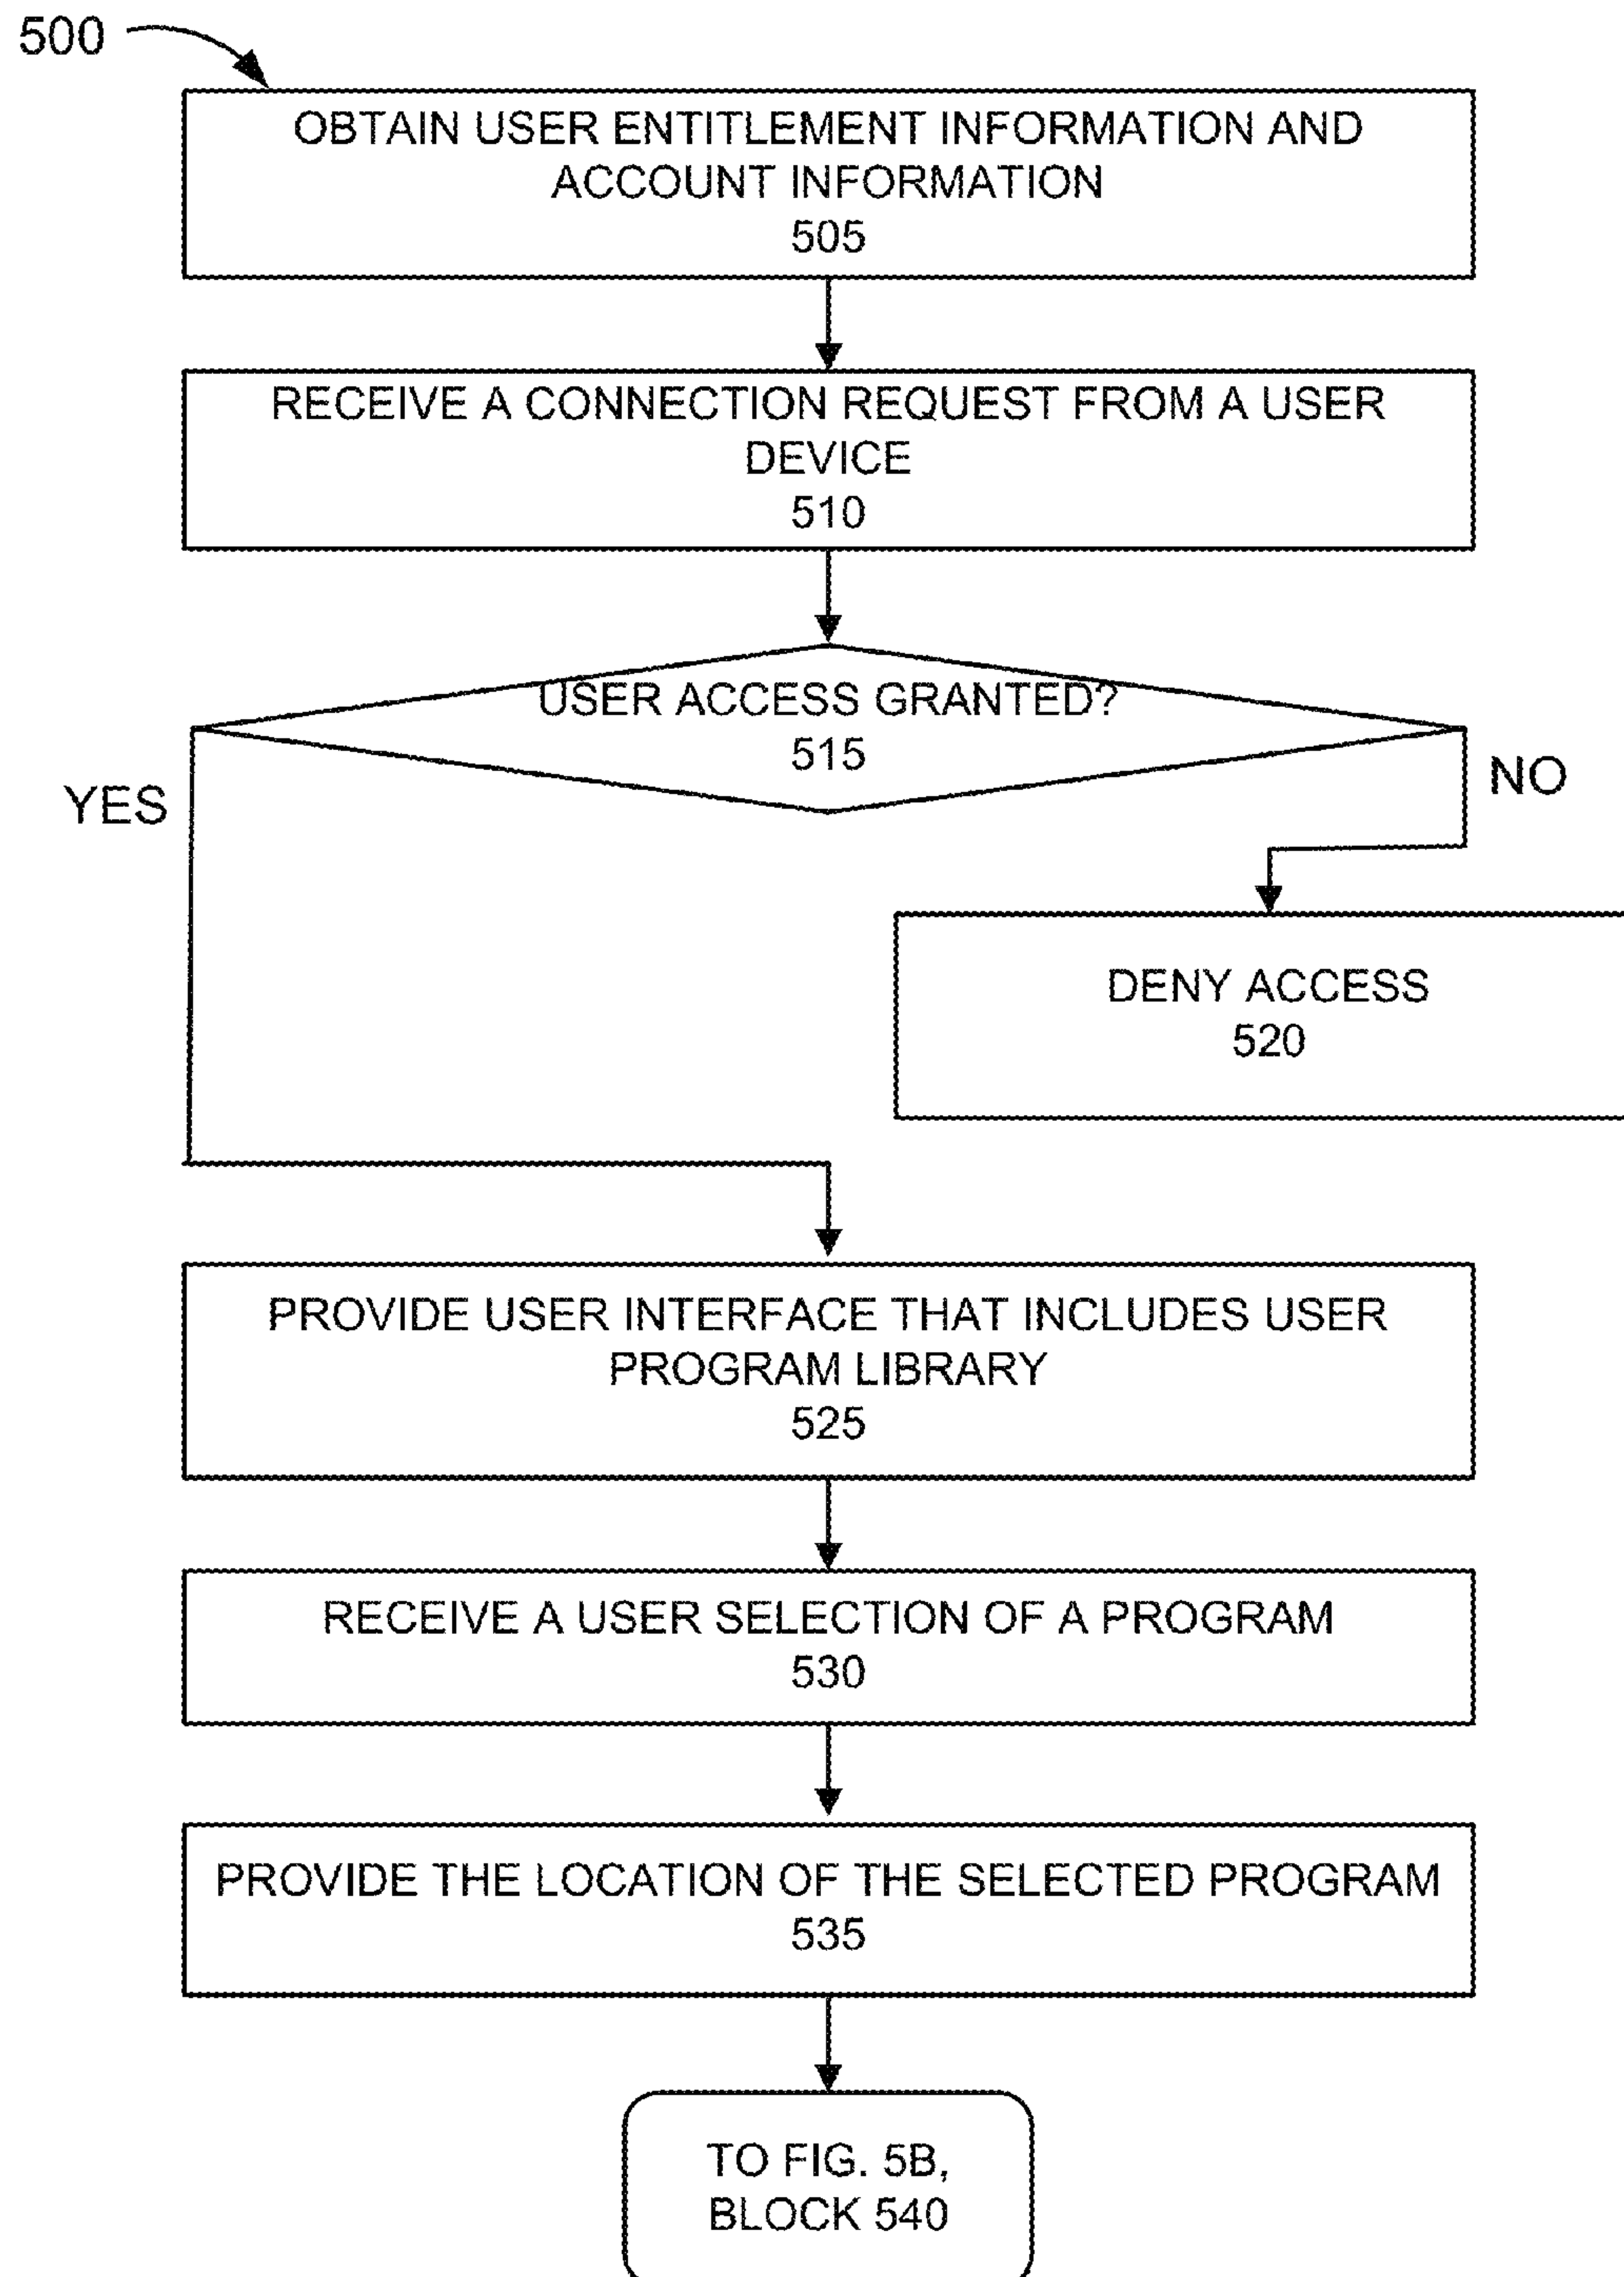 500
OBTAIN USER ENTITLEMENT INFORMATION AND
ACCOUNT INFORMATION
505
RECEIVE A CONNECTION REQUEST FROM A USER
DEVICE
510
USER ACCESS GRANTED?
515
YES
NO
DENY ACCESS
520
PROVIDE USER INTERFACE THAT INCLUDES USER
PROGRAM LIBRARY
525
RECEIVE A USER SELECTION OF A PROGRAM
530
PROVIDE THE LOCATION OF THE SELECTED PROGRAM
535
TO FIG. 5B,
BLOCK 540